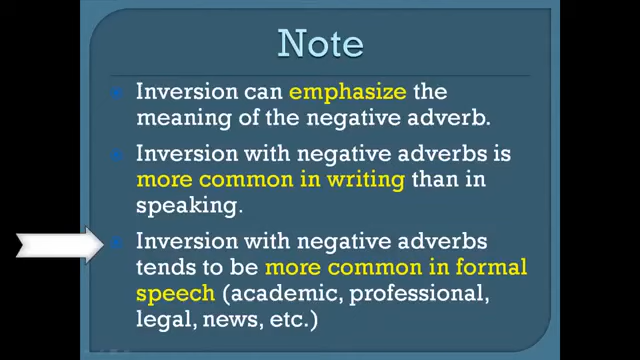 Note
Inversion can emphasize the
meaning of the negative adverb.
Inversion with negative adverbs is
more common in writing than in
speaking.
Inversion with negative adverbs
tends to be more common in formal
speech (academic, professional,
legal, news, etc.)